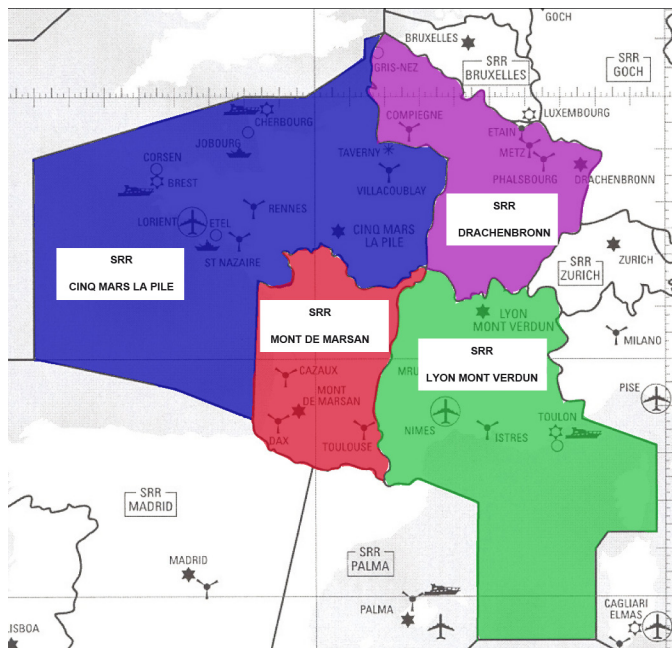 GOCH
BRUXELLES
GRIS-NEZ
SRR
BRUXELLES
SRR
GOCH
CHERBOURG
COMPIEGNE
LUXEMBOURG
JOBOURG
ETAIN
TAVERNY
METZ
CORSEN
PHALSBOURG
DRACHENBRONN
BREST
VILLACOUBLAY
RENNES
SRR
DRACHENBRONN
LORIENT
ETEL
CINQ MARS
LA PILE
ZURICH
ST NAZAIRE
SRR
ZURICH
SRR
CINQ MARS LA PILE
SRR
MONT DE MARSAN
LYON
MONT VERDUN
MILANO
SRR
LYON MONT VERDUN
CAZAUX
PISE
MONT
DE MARSAN
NIMES
TOULON
DAX
TOULOUSE
ISTRES
SRR
MADRID
SRR
PALMA
MADRID
PALMA
CAGLIARI
ELMAS